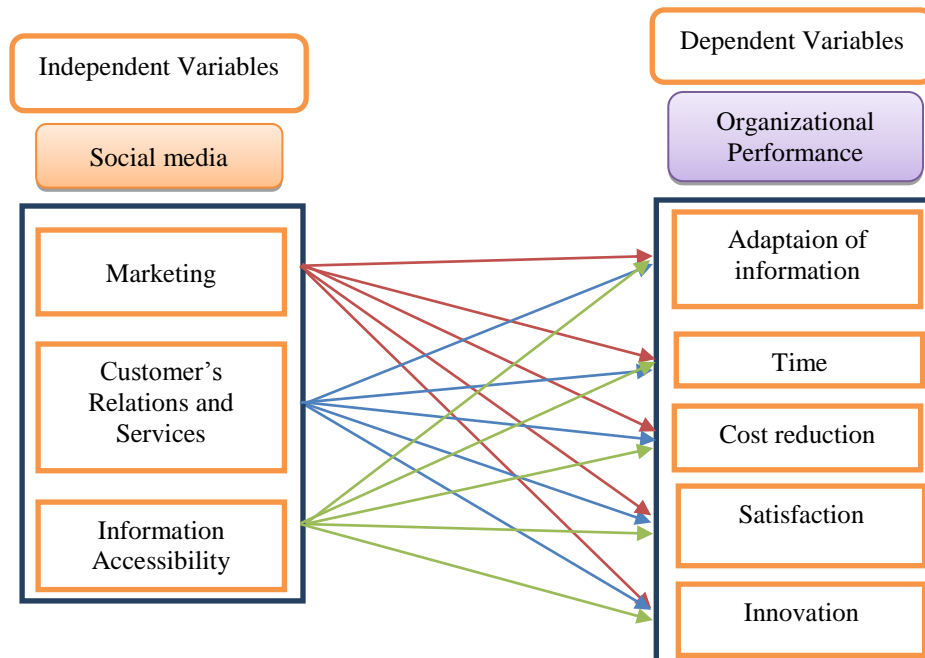 Independent Variables
Social media
Marketing
Customer’s
Relations and
Services
Information
Accessibility
Dependent Variables
Organizational
Performance
Adaptaion of
information
Time
Cost reduction
Satisfaction
Innovation